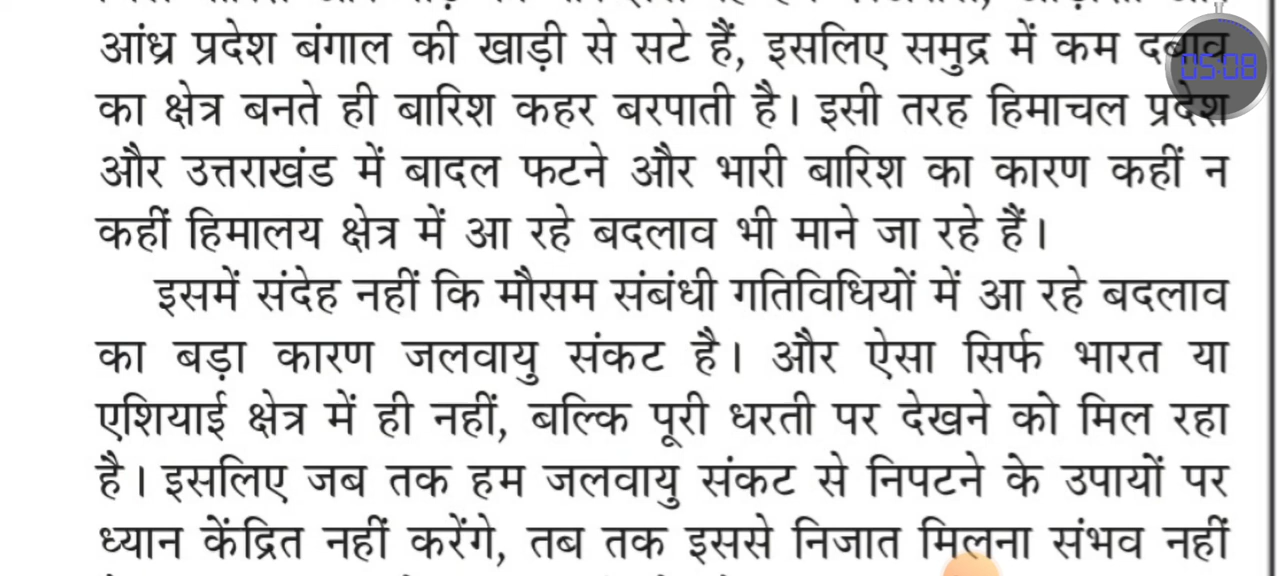 आंध्र प्रदेश बंगाल की खाड़ी से सटे हैं, इसलिए समुद्र में कम दबाव
05:08
का क्षेत्र बनते ही बारिश कहर बरपाती है। इसी तरह हिमाचल प्रदेश
और उत्तराखंड में बादल फटने और भारी बारिश का कारण कहीं न
कहीं हिमालय क्षेत्र में आ रहे बदलाव भी माने जा रहे हैं।
इसमें संदेह नहीं कि मौसम संबंधी गतिविधियों में आ रहे बदलाव
का बड़ा कारण जलवायु संकट है। और ऐसा सिर्फ भारत या
एशियाई क्षेत्र में ही नहीं, बल्कि पूरी धरती पर देखने को मिल रहा
है। इसलिए जब तक हम जलवायु संकट से निपटने के उपायों पर
ध्यान केंद्रित नहीं करेंगे, तब तक इससे निजात मिलना संभव नहीं